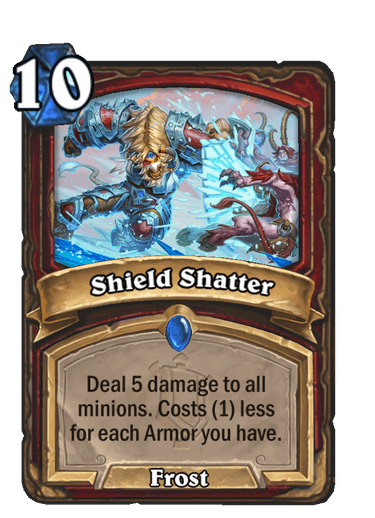 10
Shield Shatter
Deal 5 damage to all
minions. Costs (1) less
for each Armor you have.
Frost